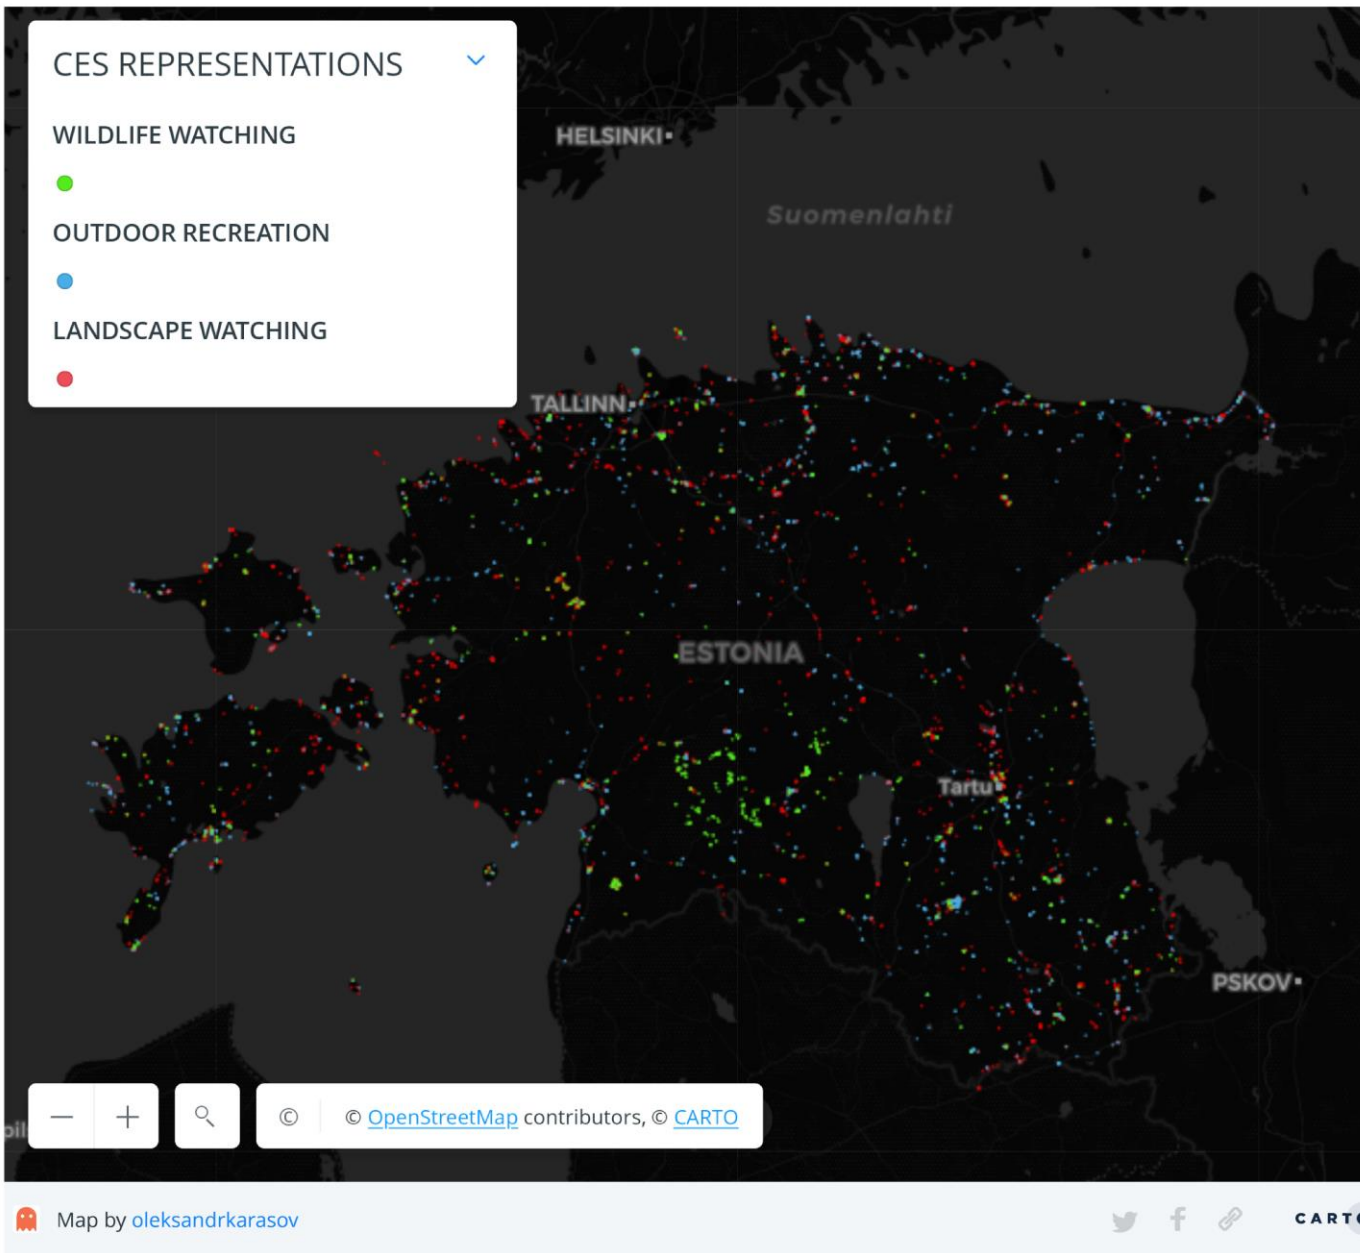 CES REPRESENTATIONS
WILDLIFE WATCHING
OUTDOOR RECREATION
LANDSCAPE WATCHING
HELSINKI
Suomenlahti
TALLINN
ESTONIA
Tartu
PSKOV
© © OpenStreetMap contributors, © CARTO
Map by oleksandrkarasov